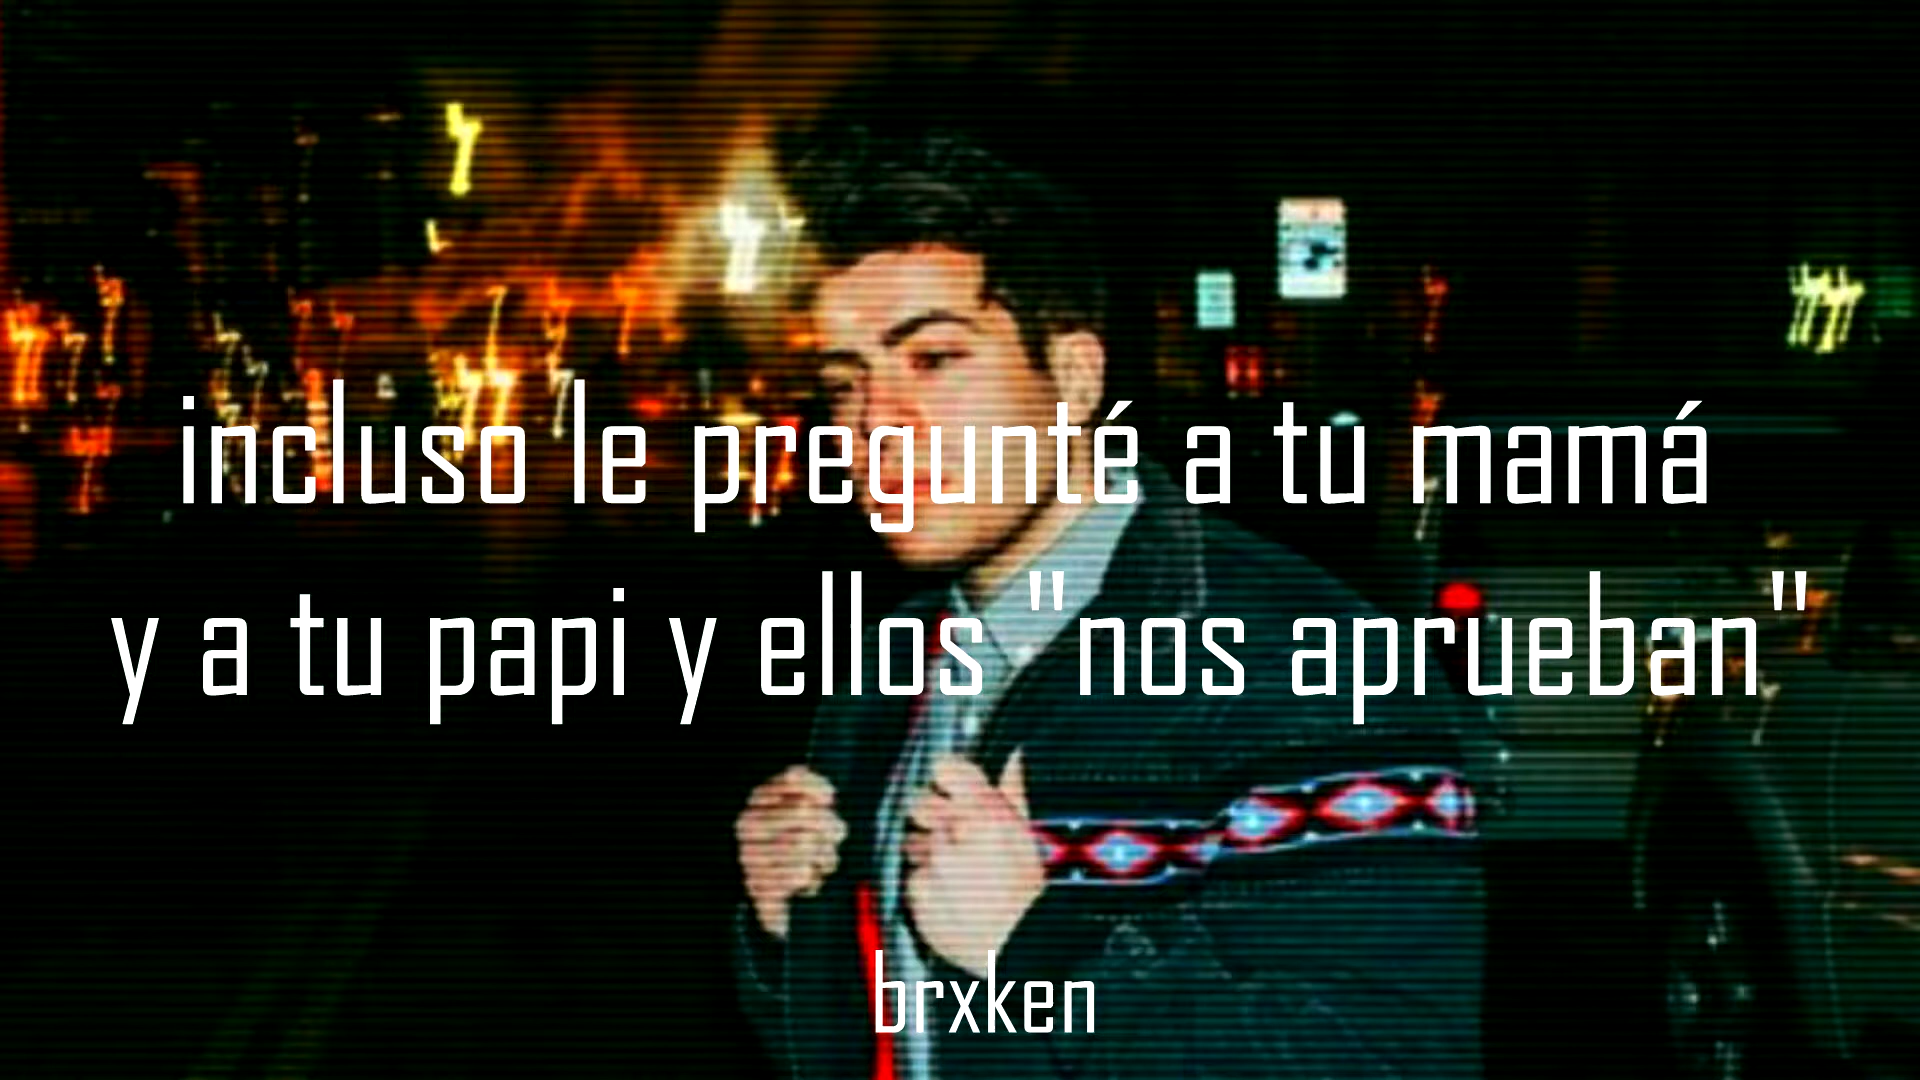 incluso le pregunté a tu mamá
y a tu papi y ellos "nos aprueban"
brxken